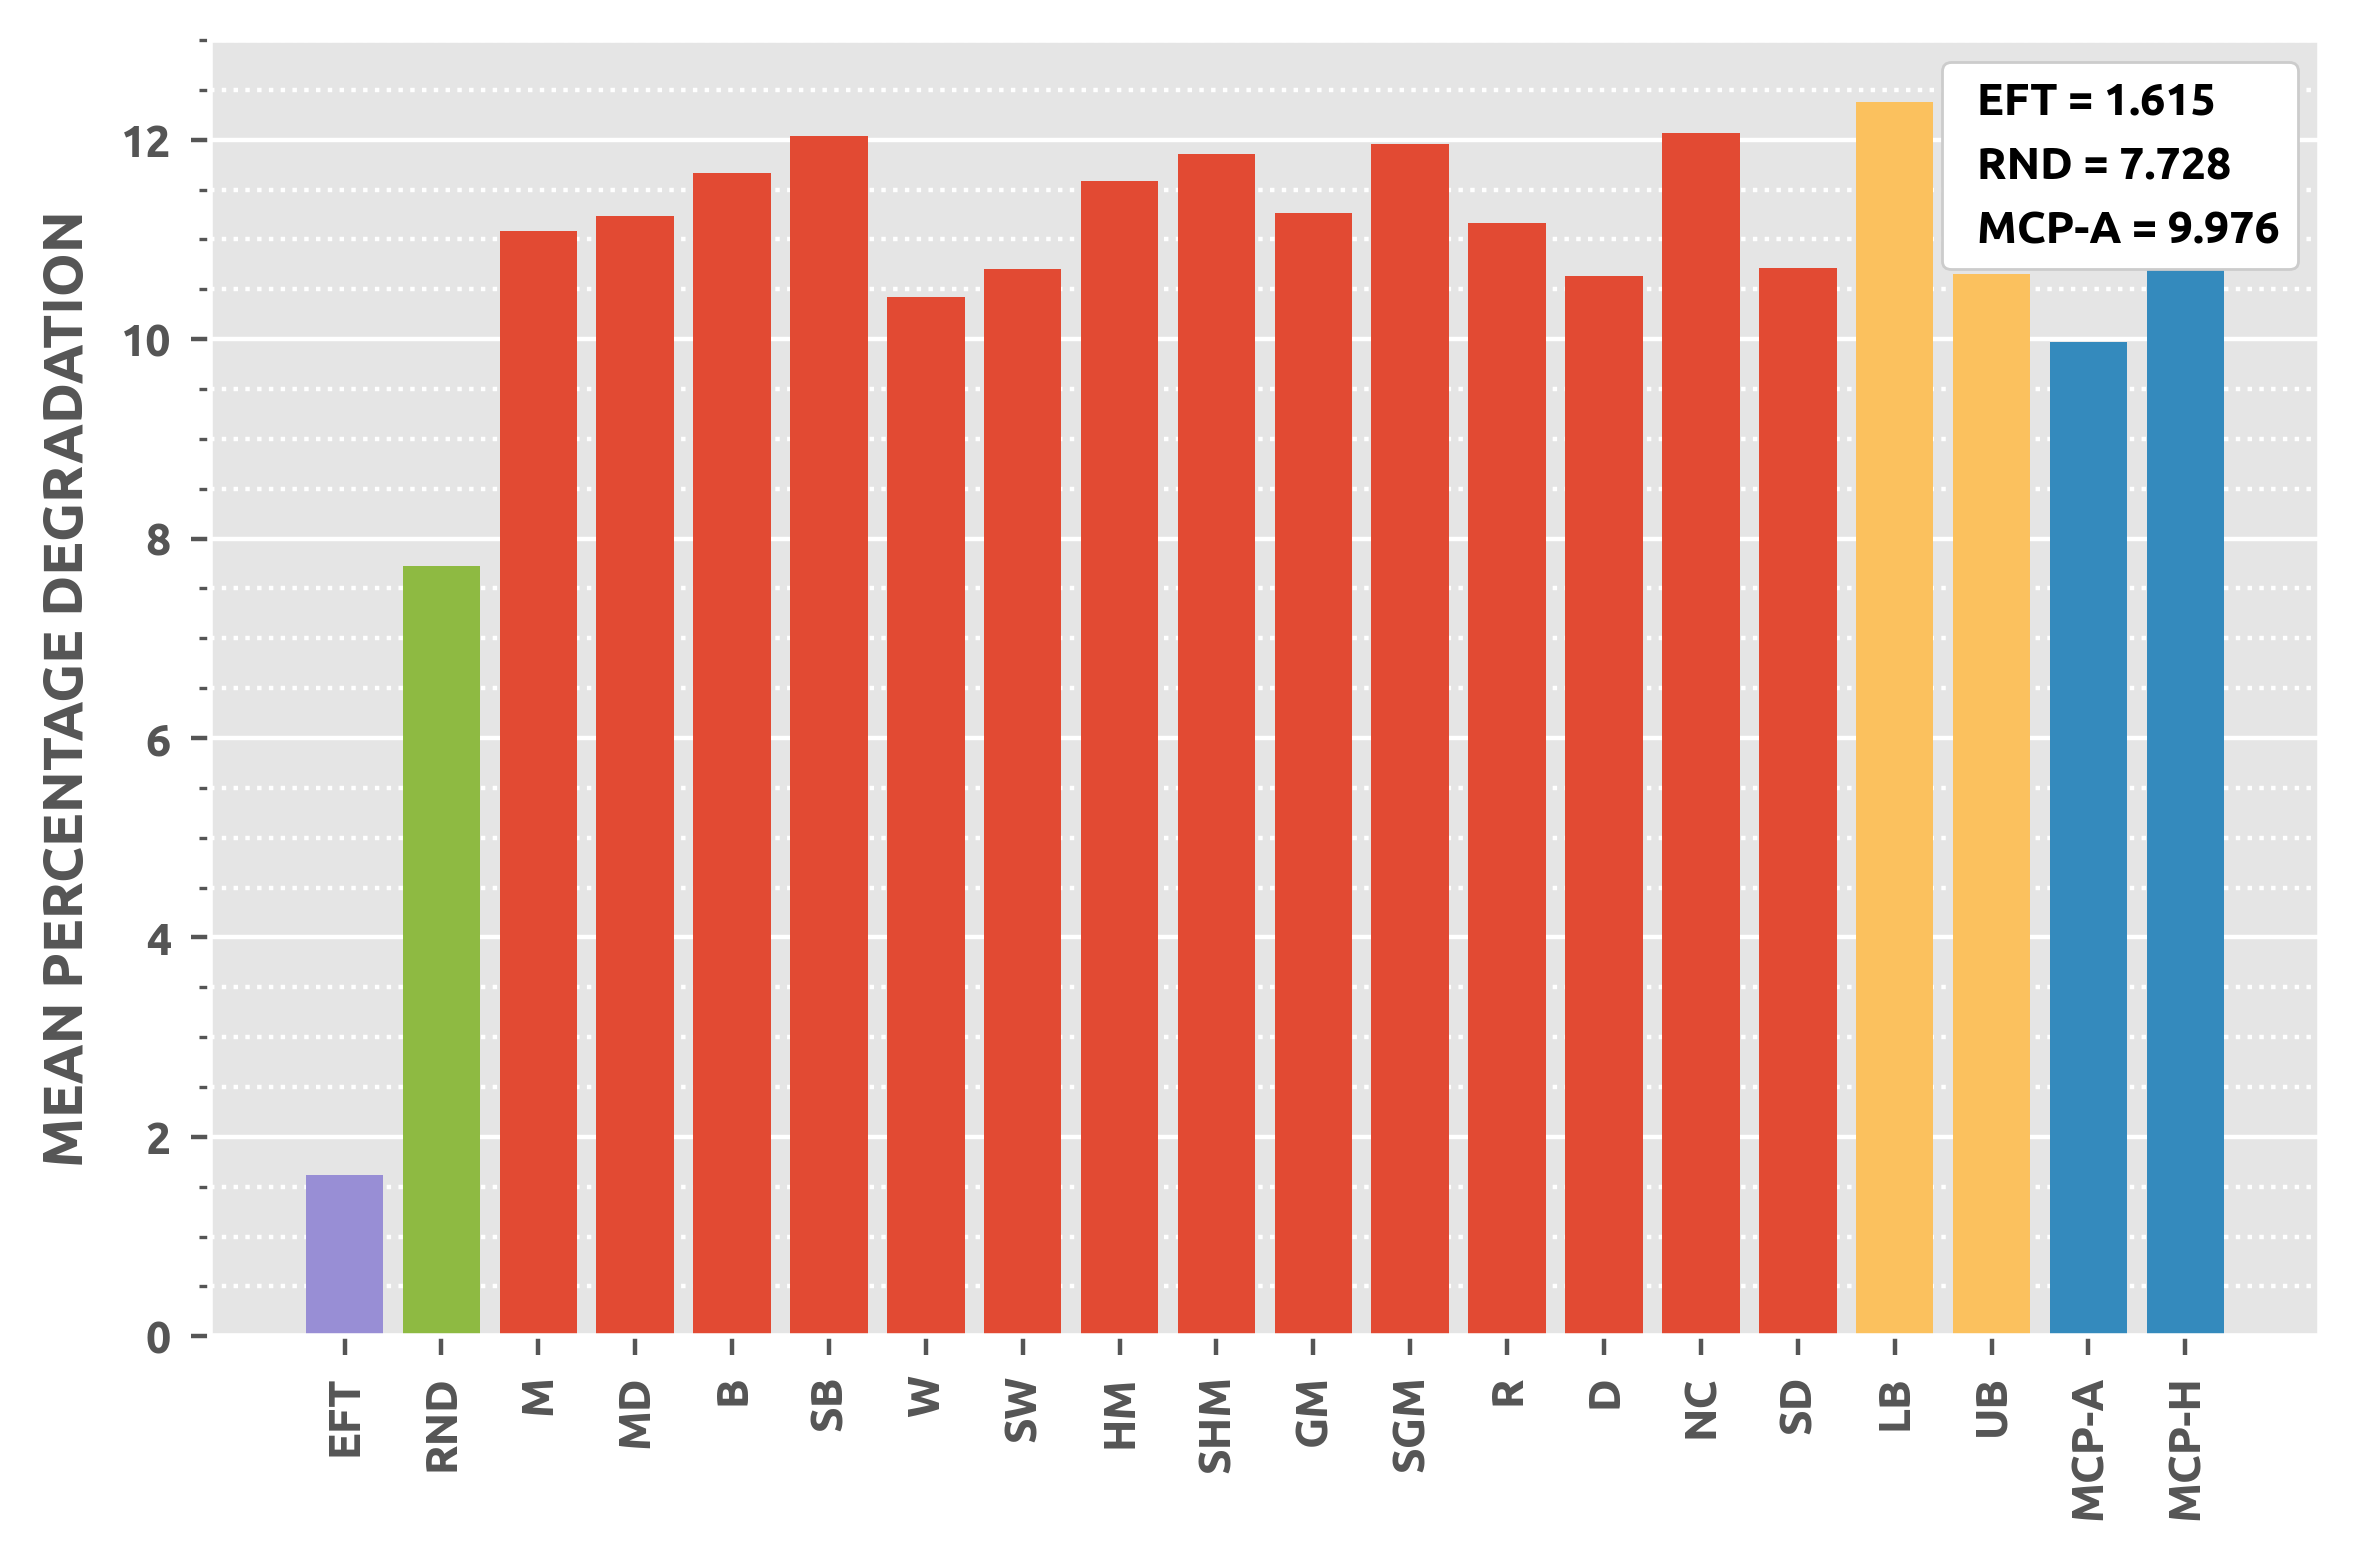 MEAN PERCENTAGE DEGRADATION
12
10
8
6
4
2
0
EFT = 1.615
RND = 7.728
MCP-A = 9.976
EFT
RND
M
MD
B
SB
W
SW
HM
SHM
GM
SGM
R
D
NC
SD
LB
UB
MCP-A
MCP-H